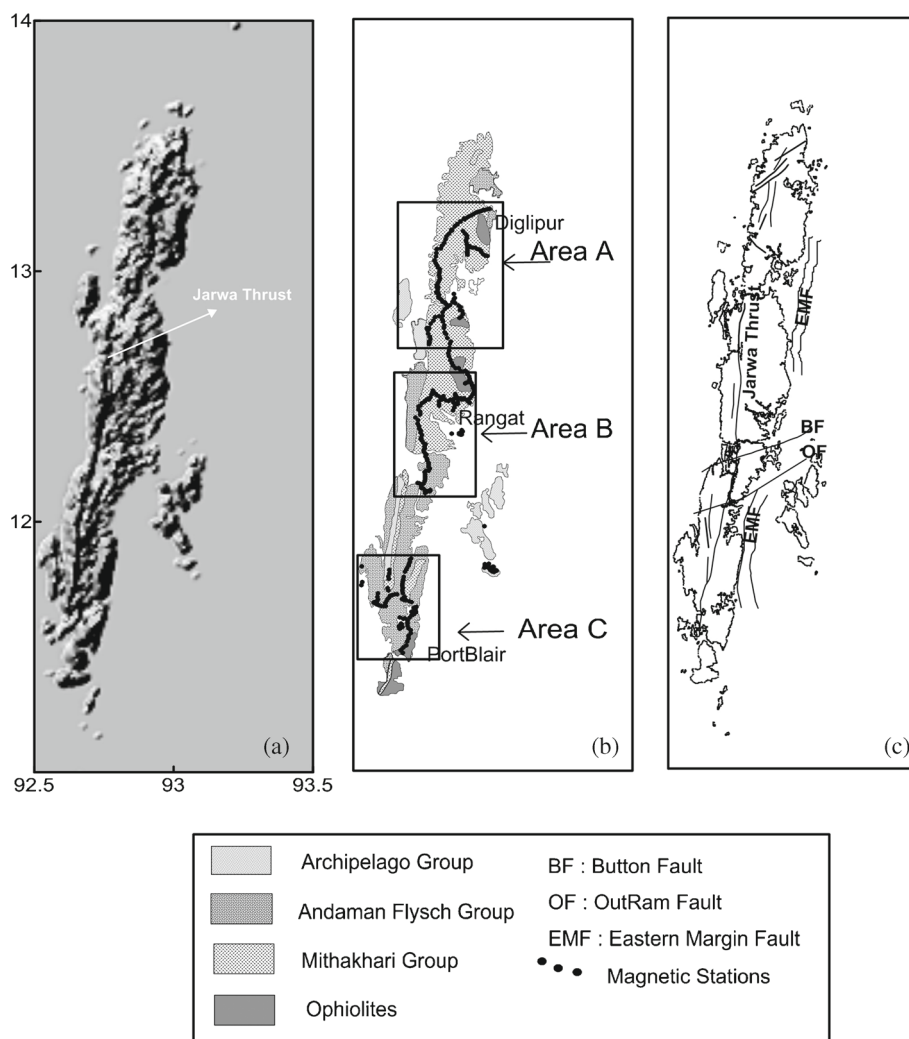 14
13
12
92.5
93
93.5
Jarwa Thrust
(a)
Diglipur
Area A
Rangat
Area B
Area C
PortBlair
(b)
EMF
Jarwa Thrust
BF
OF
EMF
(c)
Archipelago Group
Andaman Flysch Group
Mithakhari Group
Ophiolites
BF : Button Fault
OF : OutRam Fault
EMF : Eastern Margin Fault
Magnetic Stations